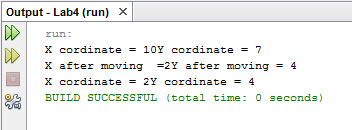 Output - Lab4 (run) X
run:
X cordinate = 10Y cordinate = 7
X after moving  =2Y after moving = 4
X cordinate = 2Y cordinate = 4
BUILD SUCCESSFUL (total time: 0 seconds)